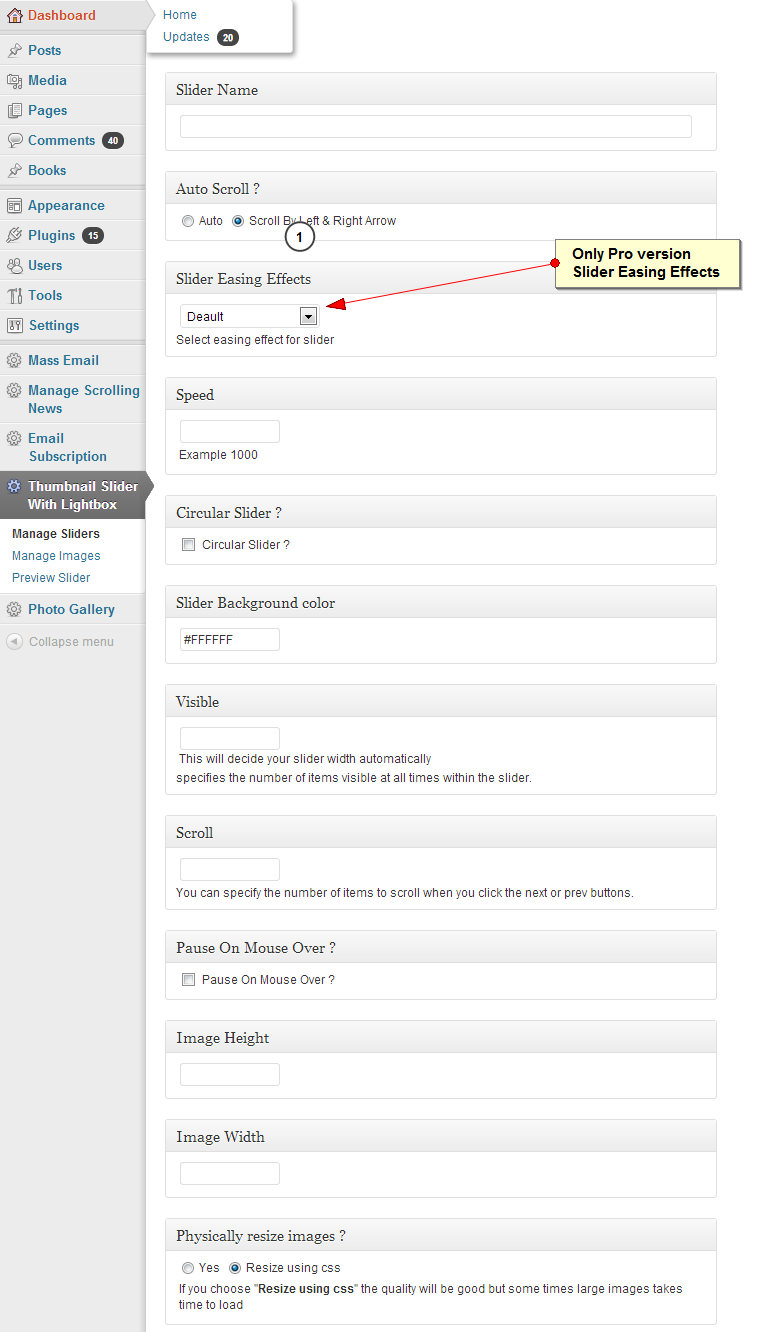 Dashboard
Home
Updates 20
Posts
Media
Pages
Comments 40
Books
Appearance
Plugins 15
Users
Tools
Settings
Mass Email
Manage Scrolling
News
Email
Subscription
Thumbnail Slider
With Lightbox
Manage Sliders
Manage Images
Preview Slider
Photo Gallery
Collapse menu
Slider Name
Auto Scroll ?
Auto Scroll By Left & Right Arrow
1
Only Pro version
Slider Easing Effects
Slider Easing Effects
Deault
Select easing effect for slider
Speed
Example 1000
Circular Slider ?
Circular Slider ?
Slider Background color
#FFFFFF
Visible
This will decide your slider width automatically
specifies the number of items visible at all times within the slider.
Scroll
You can specify the number of items to scroll when you click the next or prev buttons.
Pause On Mouse Over ?
Pause On Mouse Over ?
Image Height
Image Width
Physically resize images ?
Yes Resize using css
If you choose "Resize using css" the quality will be good but some times large images takes
time to load